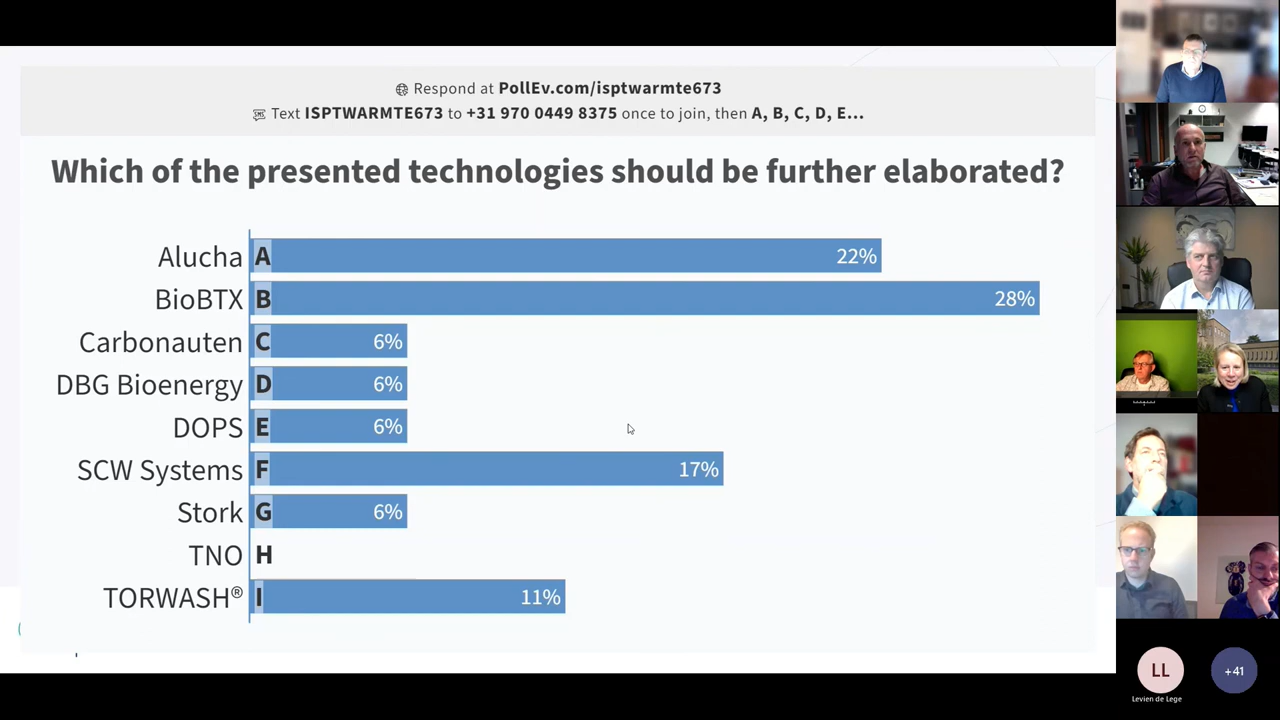 Respond at PollEv.com/isptwarmte673
Text ISPTWARMTE673 to +31 970 0449 8375 once to join, then A, B, C, D, E...
Which of the presented technologies should be further elaborated?
Alucha A 22%
BioBTX B 28%
Carbonauten C 6%
DBG Bioenergy D 6%
DOPS E 6%
SCW Systems F 17%
Stork G 6%
TNO H
TORWASH® I 11%
LL
+41
Levien de Lege